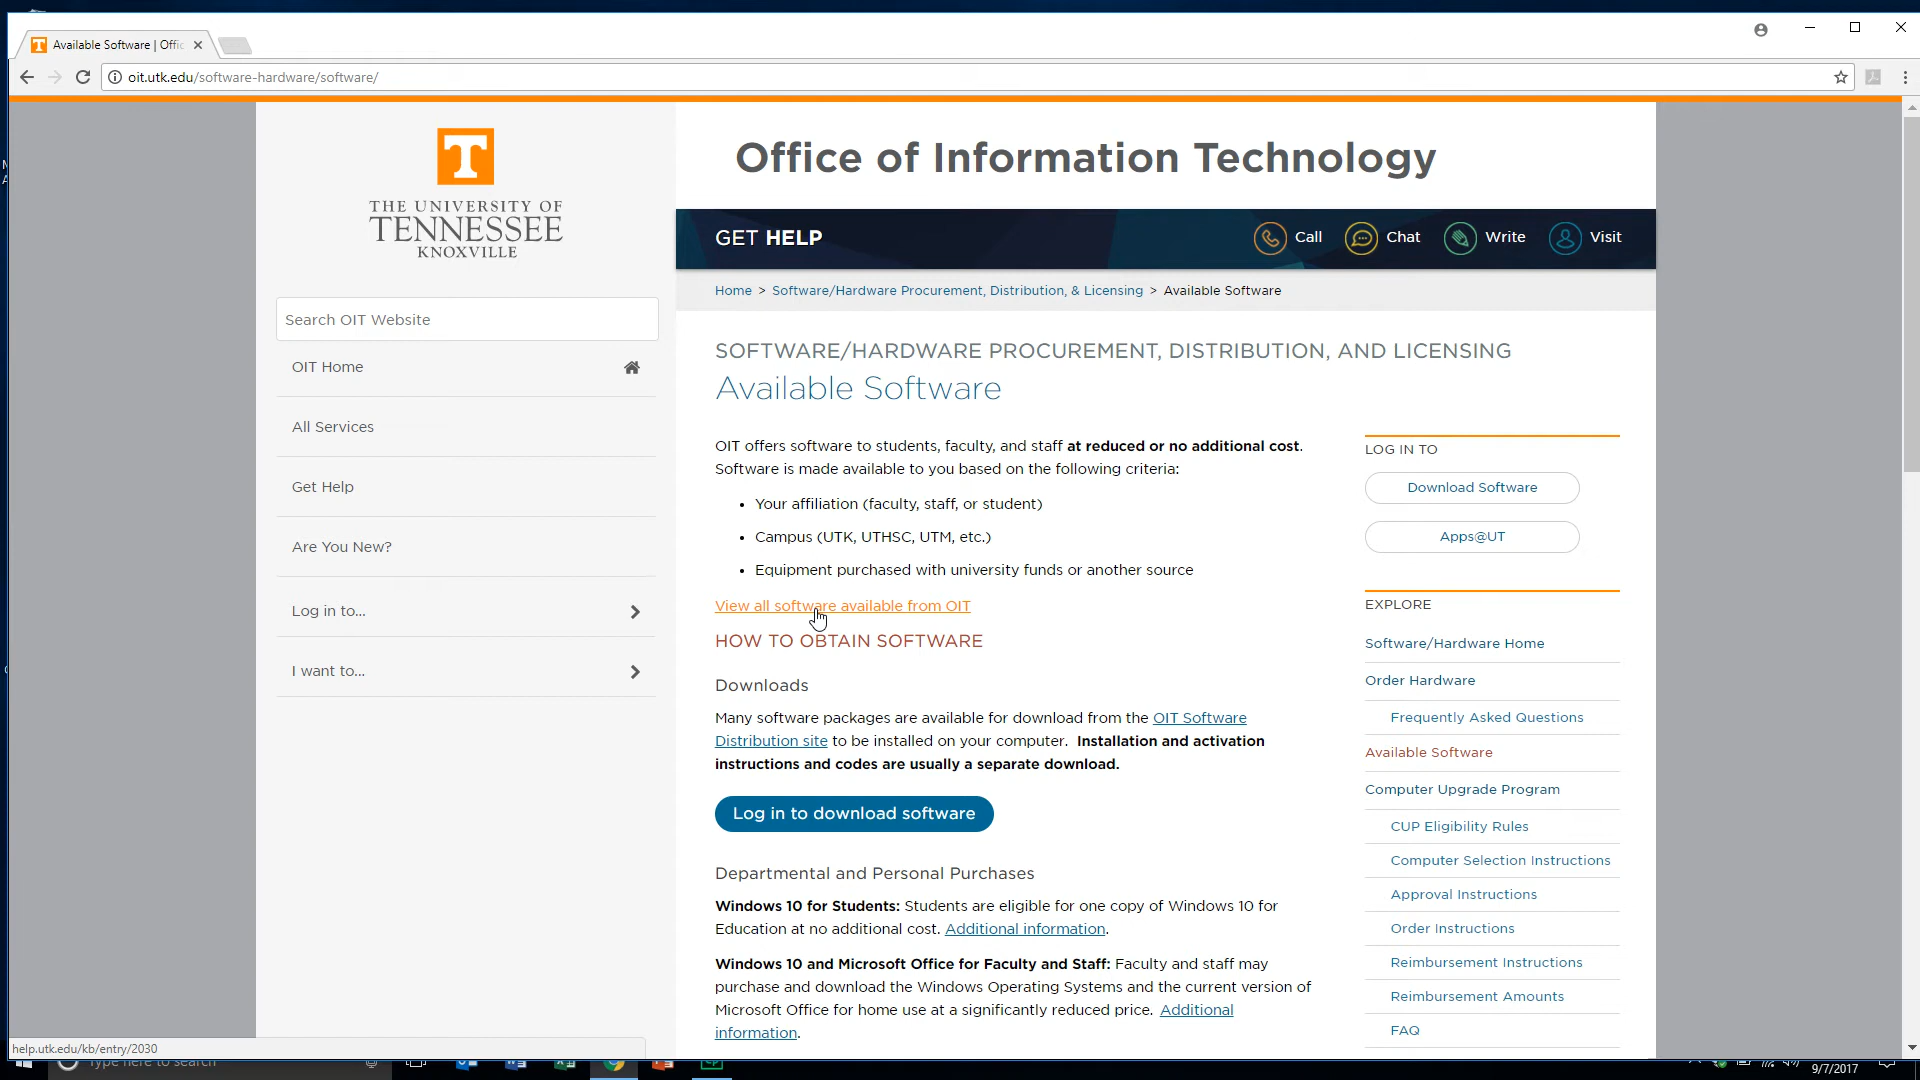 Available Software | Offic
oit.utk.edu/software-hardware/software/
T
THE UNIVERSITY OF
TENNESSEE
KNOXVILLE
Search OIT Website
OIT Home
All Services
Get Help
Are You New?
Log in to...
I want to...
Office of Information Technology
GET HELP
Call
Chat
Write
Visit
Home > Software/Hardware Procurement, Distribution, & Licensing > Available Software
SOFTWARE/HARDWARE PROCUREMENT, DISTRIBUTION, AND LICENSING
Available Software
OIT offers software to students, faculty, and staff at reduced or no additional cost.
Software is made available to you based on the following criteria:
• Your affiliation (faculty, staff, or student)
• Campus (UTK, UTHSC, UTM, etc.)
• Equipment purchased with university funds or another source
View all software available from OIT
HOW TO OBTAIN SOFTWARE
Downloads
Many software packages are available for download from the OIT Software
Distribution site to be installed on your computer. Installation and activation
instructions and codes are usually a separate download.
Log in to download software
Departmental and Personal Purchases
Windows 10 for Students: Students are eligible for one copy of Windows 10 for
Education at no additional cost. Additional information.
Windows 10 and Microsoft Office for Faculty and Staff: Faculty and staff may
purchase and download the Windows Operating Systems and the current version of
Microsoft Office for home use at a significantly reduced price. Additional
information.
LOG IN TO
Download Software
Apps@UT
EXPLORE
Software/Hardware Home
Order Hardware
Frequently Asked Questions
Available Software
Computer Upgrade Program
CUP Eligibility Rules
Computer Selection Instructions
Approval Instructions
Order Instructions
Reimbursement Instructions
Reimbursement Amounts
FAQ
help.utk.edu/kb/entry/2030
Type here to search
9/7/2017